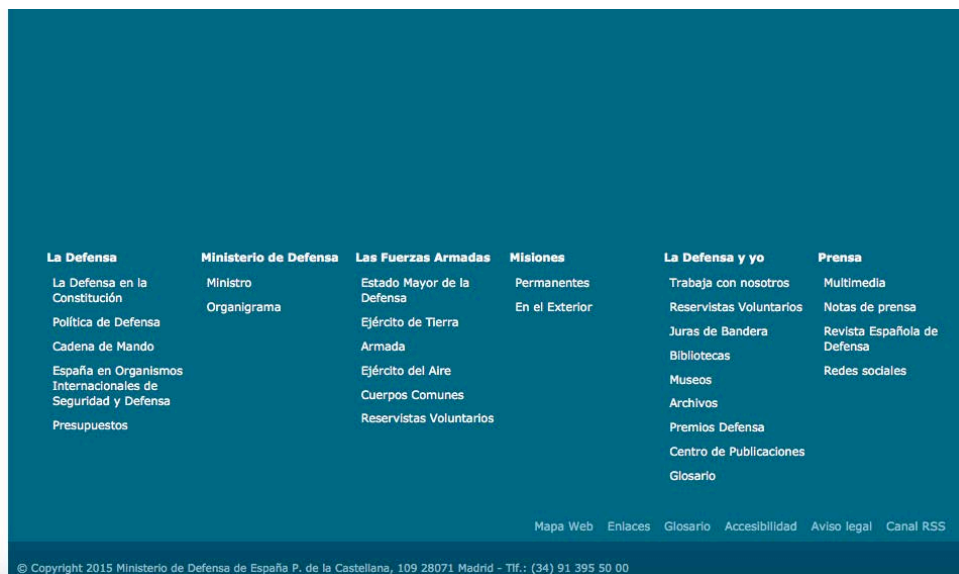 La Defensa
La Defensa en la
Constitución
Política de Defensa
Cadena de Mando
España en Organismos
Internacionales de
Seguridad y Defensa
Presupuestos
Ministerio de Defensa
Ministro
Organigrama
Las Fuerzas Armadas
Estado Mayor de la
Defensa
Ejército de Tierra
Armada
Ejército del Aire
Cuerpos Comunes
Reservistas Voluntarios
Misiones
Permanentes
En el Exterior
La Defensa y yo
Trabaja con nosotros
Reservistas Voluntarios
Juras de Bandera
Bibliotecas
Museos
Archivos
Premios Defensa
Centro de Publicaciones
Glosario
Prensa
Multimedia
Notas de prensa
Revista Española de
Defensa
Redes sociales
Mapa Web Enlaces Glosario Accesibilidad Aviso legal Canal RSS
© Copyright 2015 Ministerio de Defensa de España P. de la Castellana, 109 28071 Madrid - Tlf.: (34) 91 395 50 00